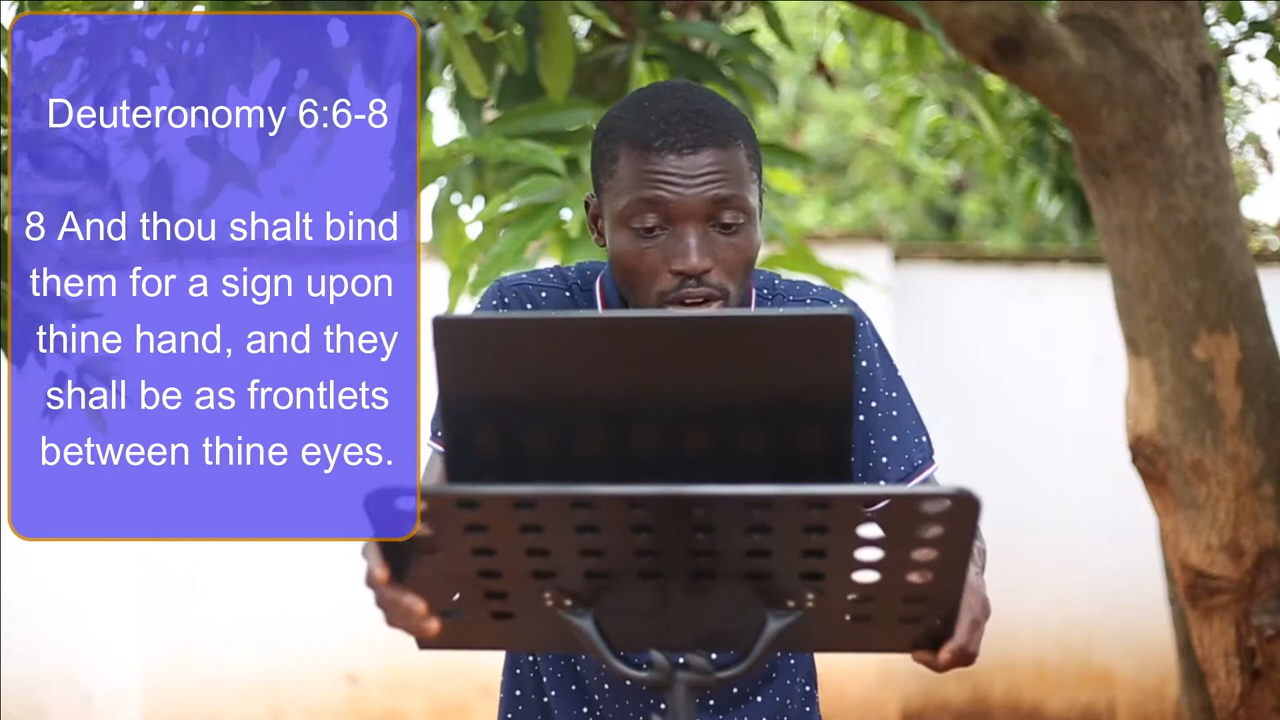 Deuteronomy 6:6-8
8 And thou shalt bind
them for a sign upon
thine hand, and they
shall be as frontlets
between thine eyes.